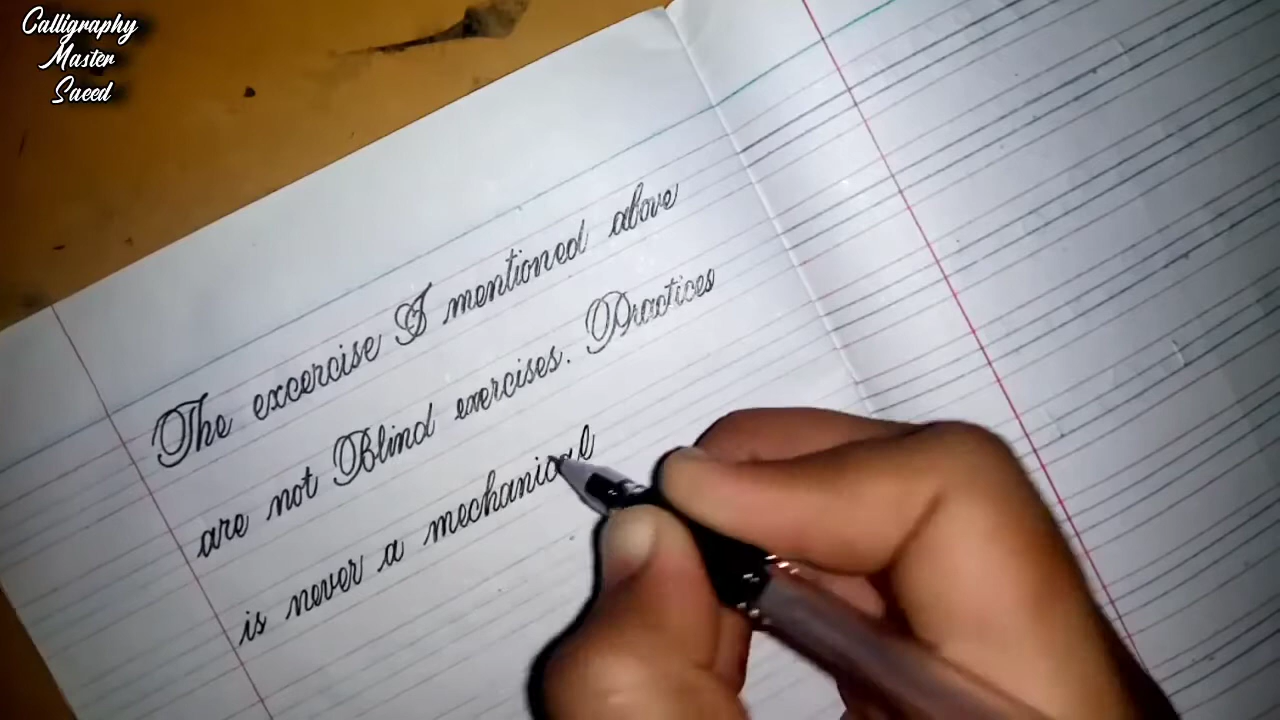 Calligraphy
Master
Saeed
The excercise I mentioned above
are not Blind exercises. Practices
is never a mechanical